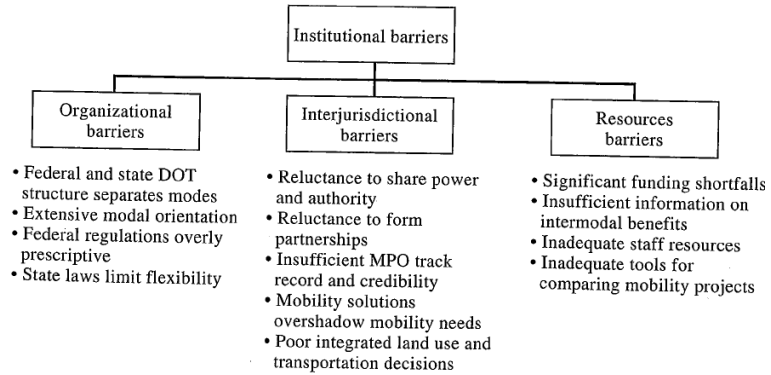 Institutional barriers
Organizational
barriers
Interjurisdictional
barriers
Resources
barriers
• Federal and state DOT
structure separates modes
• Extensive modal orientation
• Federal regulations overly
prescriptive
• State laws limit flexibility
• Reluctance to share power
and authority
• Reluctance to form
partnerships
• Insufficient MPO track
record and credibility
• Mobility solutions
overshadow mobility needs
• Poor integrated land use and
transportation decisions
• Significant funding shortfalls
• Insufficient information on
intermodal benefits
• Inadequate staff resources
• Inadequate tools for
comparing mobility projects